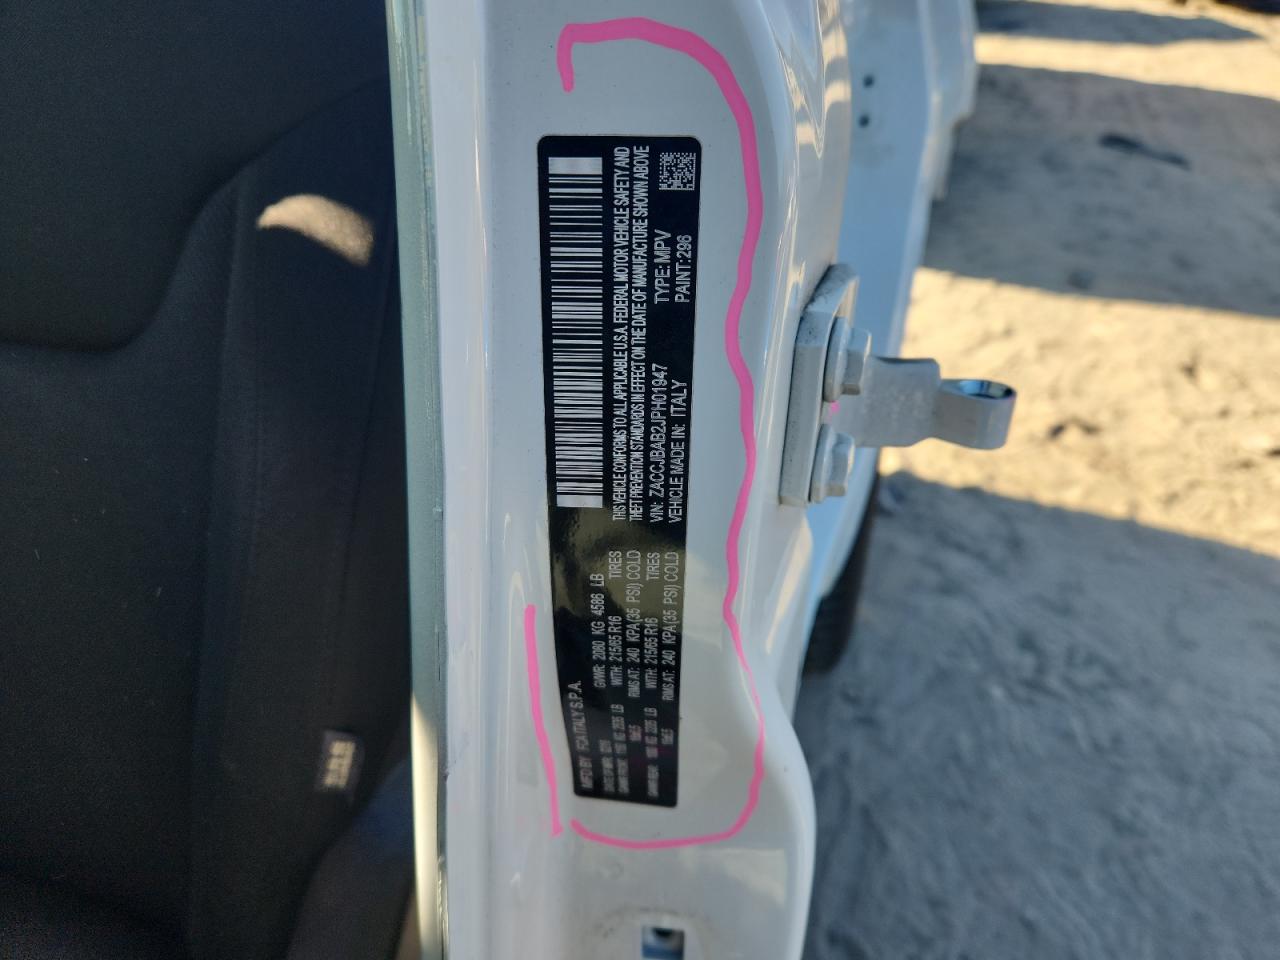 MFD BY FCA ITALY S.P.A.
GVWR: 2080 KG 4586 LB
WITH: 215/65 R16 TIRES
RIMS AT: 240 KPA(35 PSI) COLD
WITH: 215/65 R16 TIRES
RIMS AT: 240 KPA(35 PSI) COLD
THIS VEHICLE CONFORMS TO ALL APPLICABLE U.S.A. FEDERAL MOTOR VEHICLE SAFETY AND
THEFT PREVENTION STANDARDS IN EFFECT ON THE DATE OF MANUFACTURE SHOWN ABOVE
VIN: ZACCJBAB2JPH01947 TYPE: MPV
VEHICLE MADE IN: ITALY PAINT:296